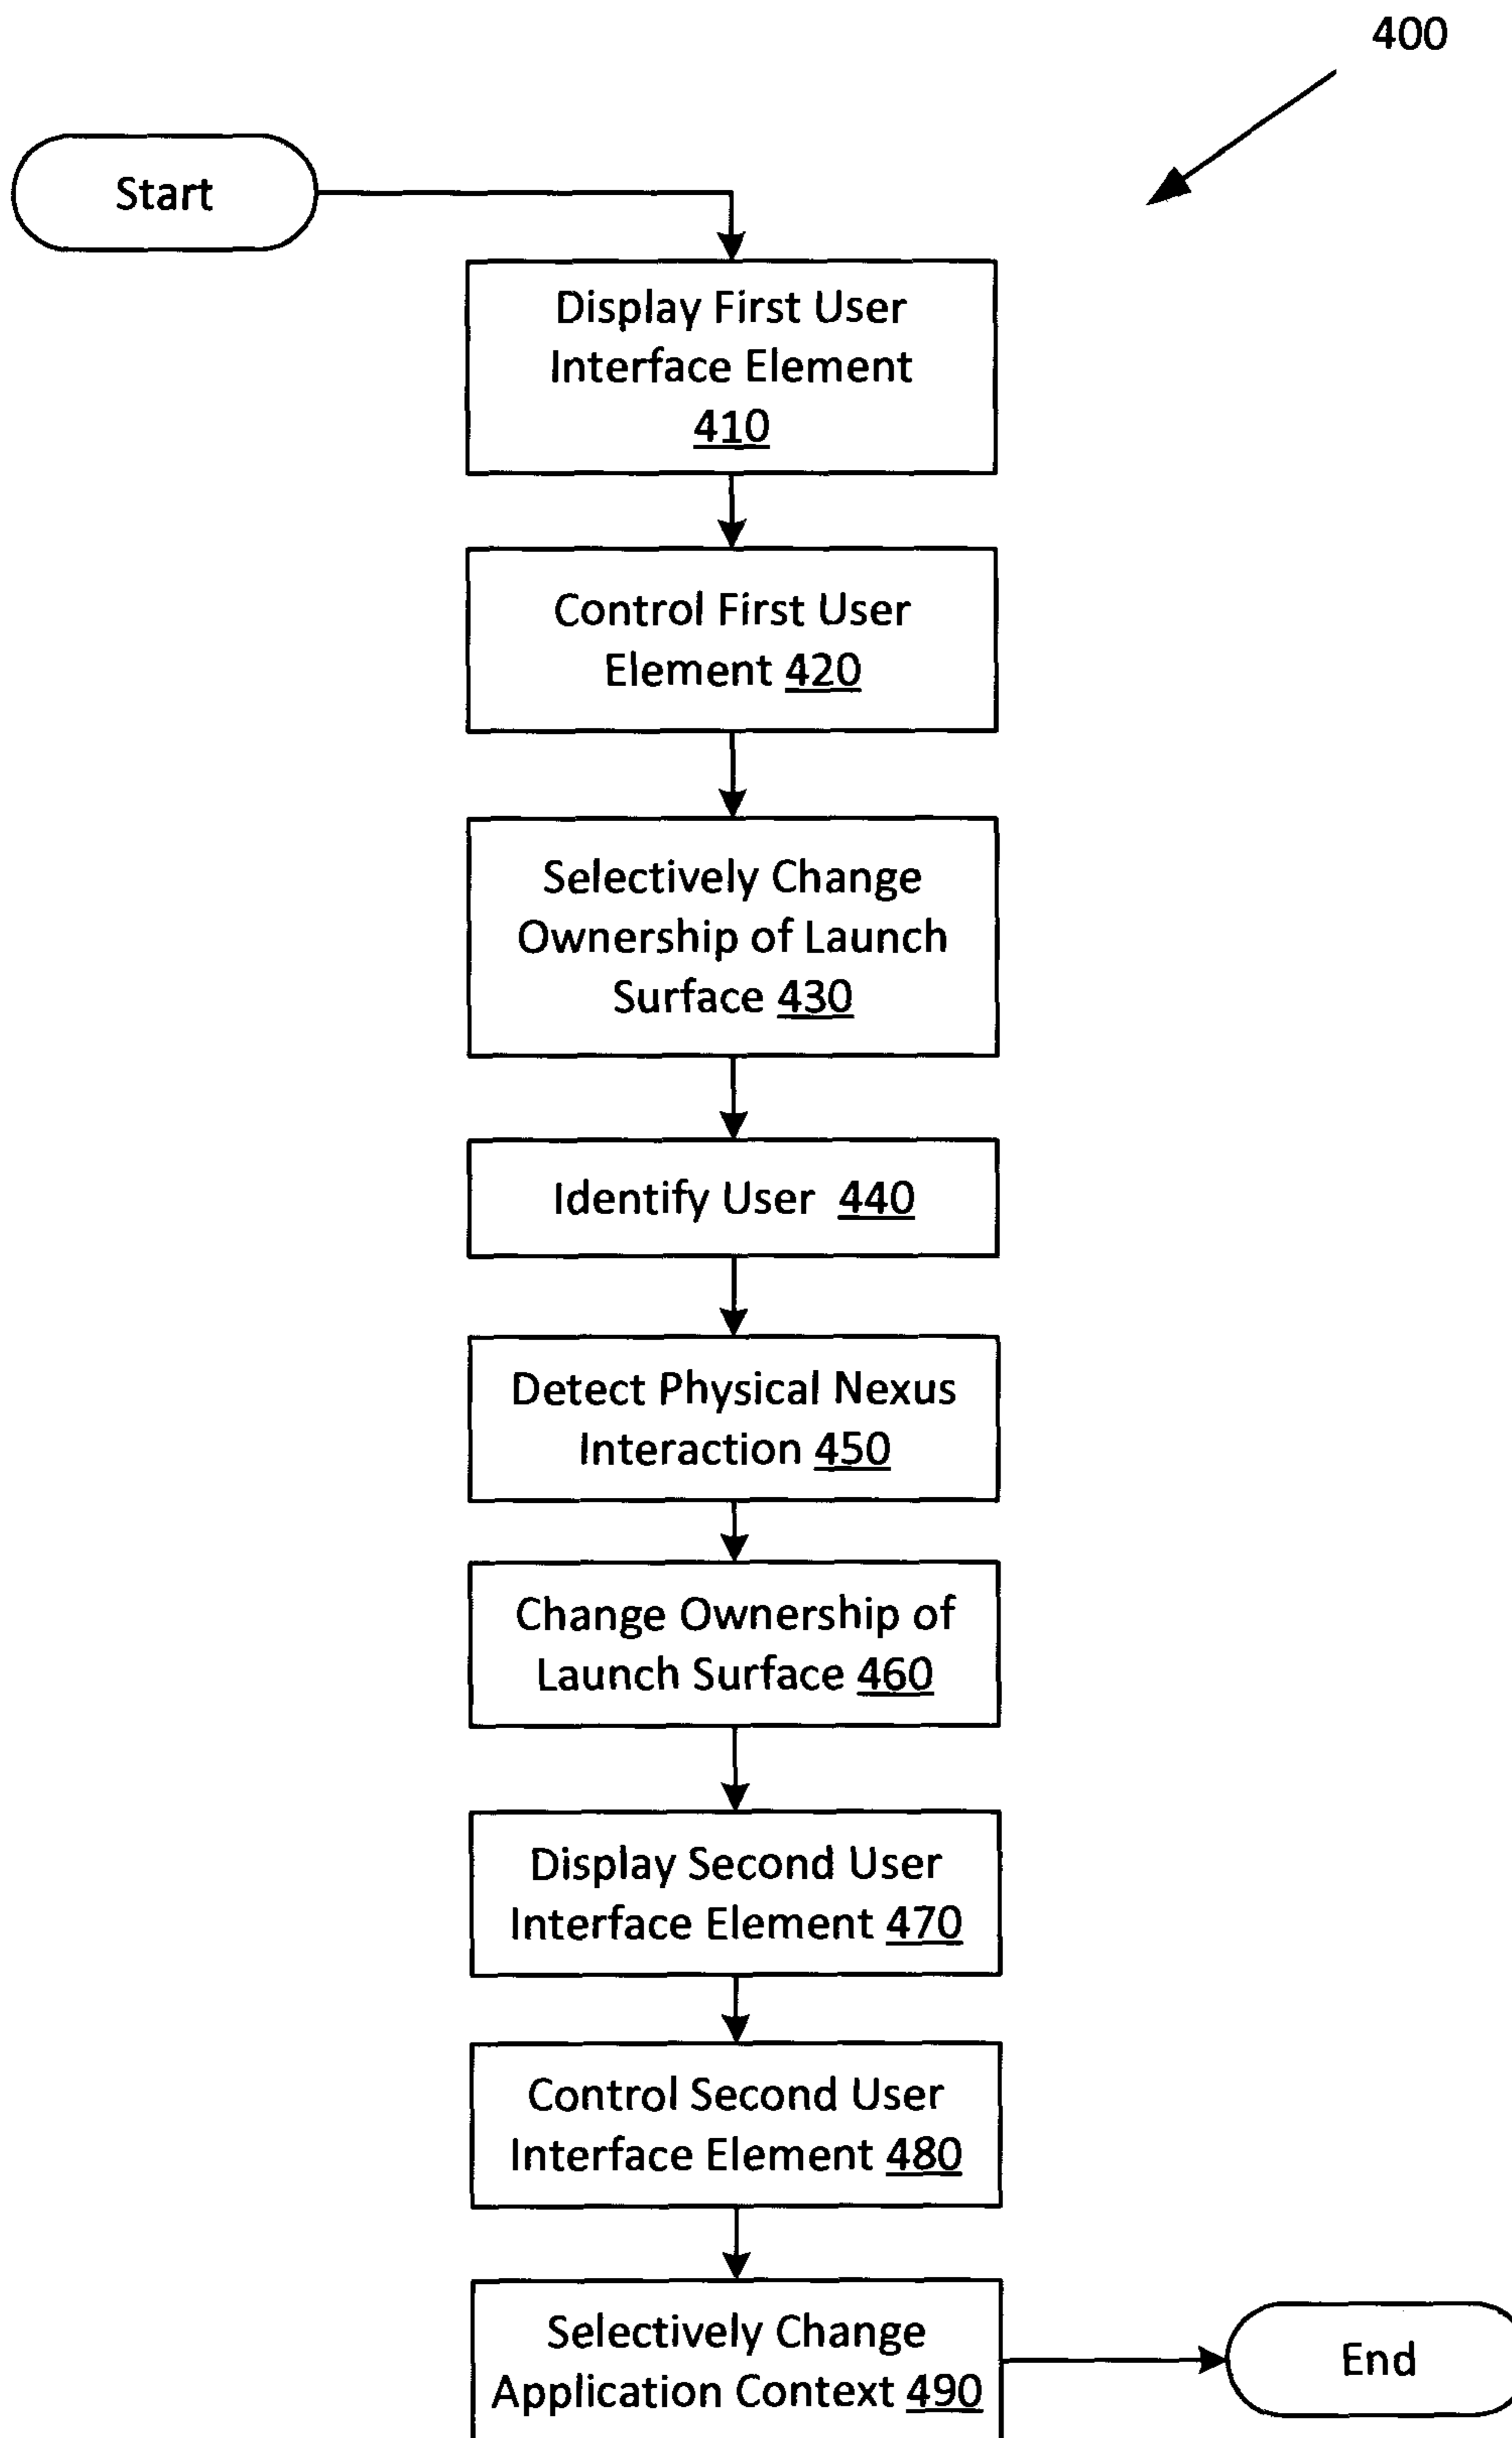 400
Start
Display First User
Interface Element
410
Control First User
Element 420
Selectively Change
Ownership of Launch
Surface 430
Identify User 440
Detect Physical Nexus
Interaction 450
Change Ownership of
Launch Surface 460
Display Second User
Interface Element 470
Control Second User
Interface Element 480
Selectively Change
Application Context 490
End